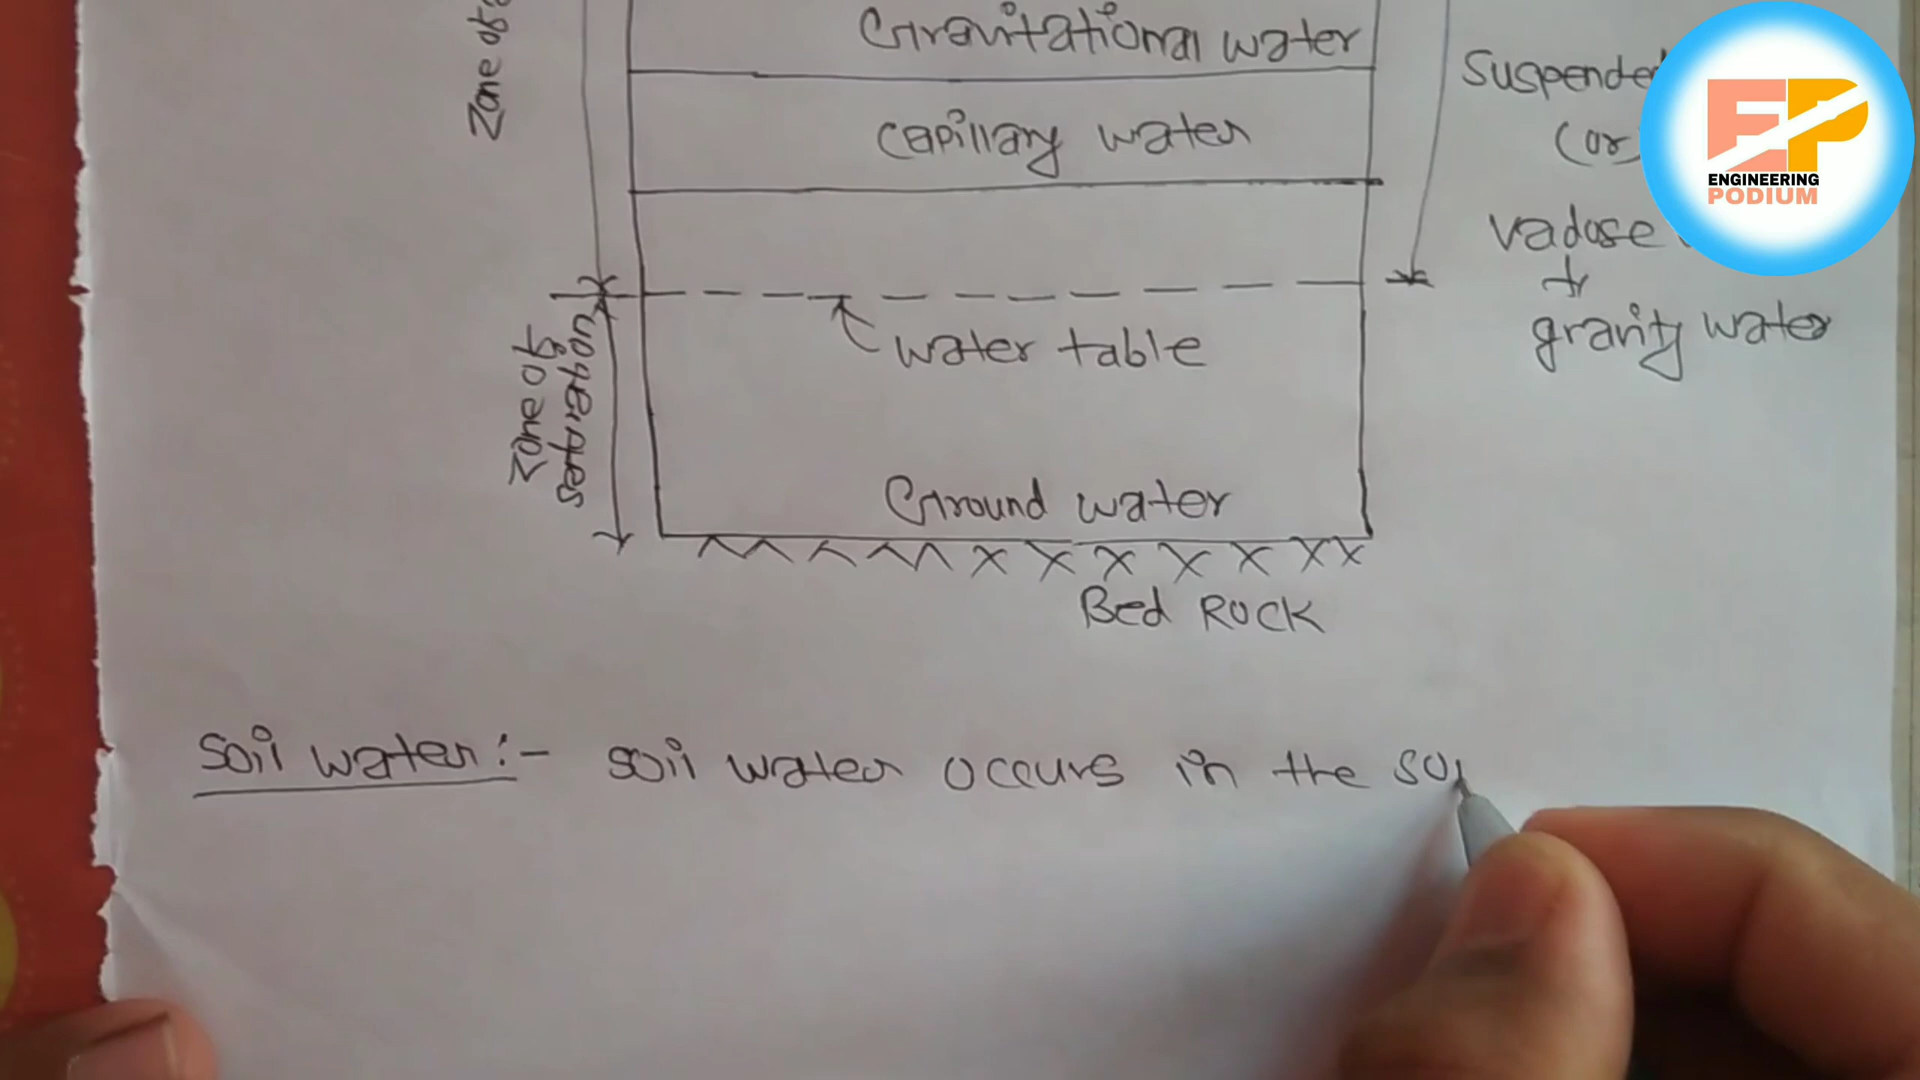 Zone of
Gravitational water
capillary water
suspended
(or)
vadose
+
gravity water
water table
Zone of
saturation
Ground water
Bed Rock
Soil water:- soil water occurs in the
EP
ENGINEERING
PODIUM